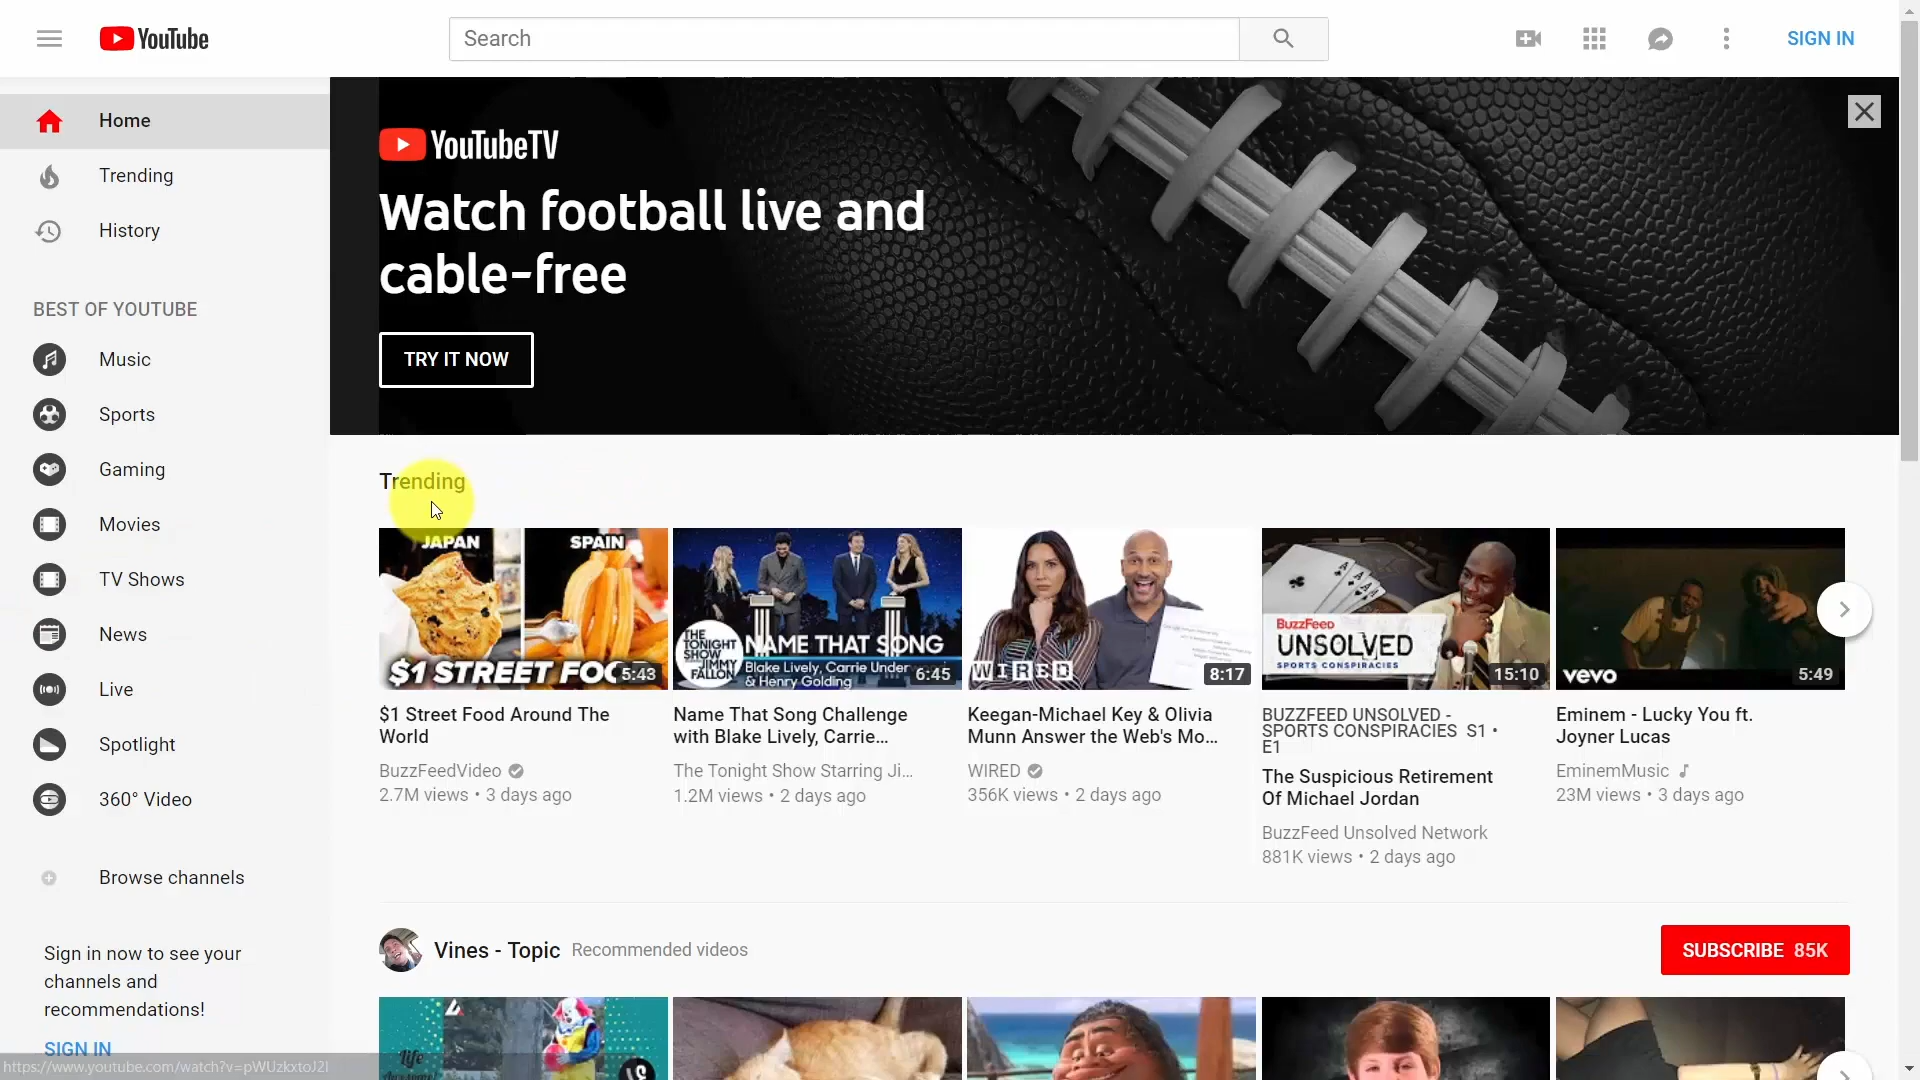 YouTube
Search
SIGN IN
Home
Trending
History
BEST OF YOUTUBE
Music
Sports
Gaming
Movies
TV Shows
News
Live
Spotlight
360° Video
Browse channels
Sign in now to see your
channels and
recommendations!
SIGN IN
https://www.youtube.com/watch?v=pWUzkxtoJ2I
YouTubeTV
Watch football live and
cable-free
TRY IT NOW
Trending
JAPAN
SPAIN
$1 STREET FOO
5:43
$1 Street Food Around The
World
BuzzFeedVideo
2.7M views • 3 days ago
THE
TONIGHT
SHOW
JIMMY
FALLON
NAME THAT SONG
Blake Lively, Carrie Under
& Henry Golding
6:45
Name That Song Challenge
with Blake Lively, Carrie...
The Tonight Show Starring Ji...
1.2M views • 2 days ago
WIRED
8:17
Keegan-Michael Key & Olivia
Munn Answer the Web's Mo...
WIRED
356K views • 2 days ago
BuzzFeed
UNSOLVED
SPORTS CONSPIRACIES
15:10
BUZZFEED UNSOLVED -
SPORTS CONSPIRACIES S1 •
E1
The Suspicious Retirement
Of Michael Jordan
BuzzFeed Unsolved Network
881K views • 2 days ago
vevo
5:49
Eminem - Lucky You ft.
Joyner Lucas
EminemMusic
23M views • 3 days ago
Vines - Topic Recommended videos
SUBSCRIBE 85K
life